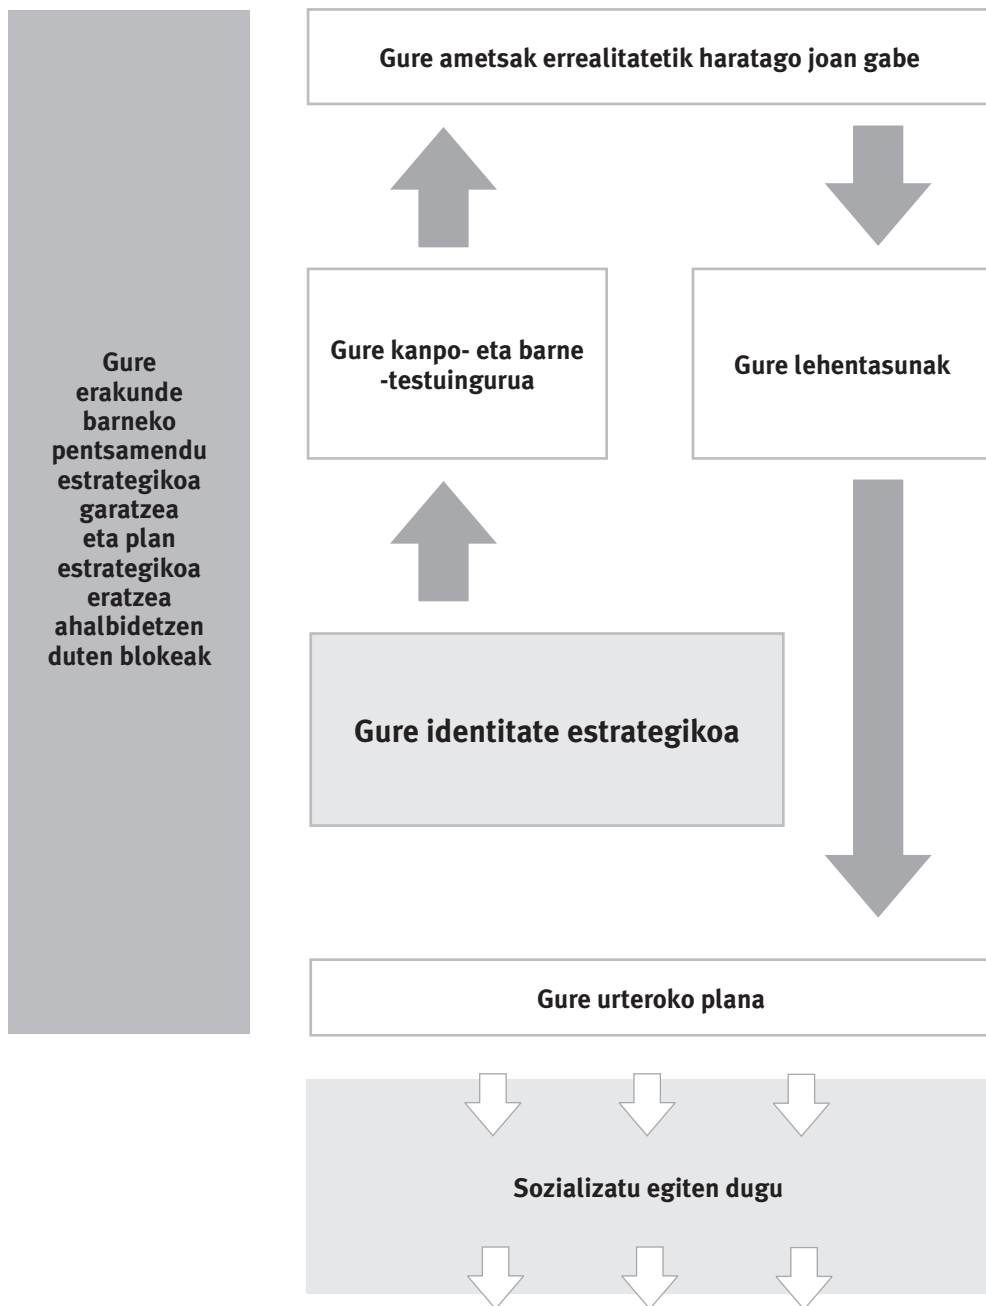 Gure ametsak errealitatetik haratago joan gabe
Gure kanpo- eta barne
-testuingurua
Gure lehentasunak
Gure
erakunde
barneko
pentsamendu
estrategikoa
garatzea
eta plan
estrategikoa
eratzea
ahalbidetzen
duten blokeak
Gure identitate estrategikoa
Gure urteroko plana
Sozializatu egiten dugu